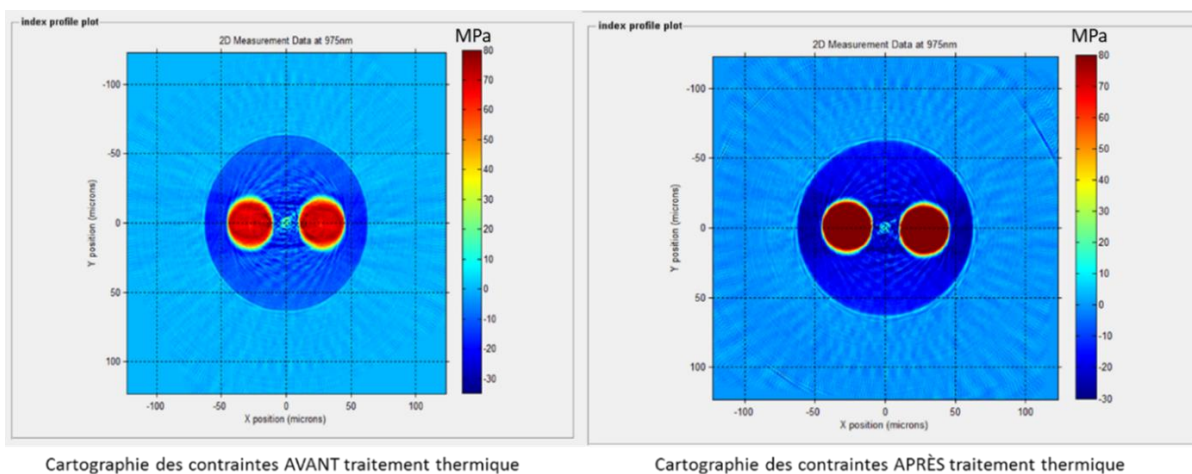 index profile plot
2D Measurement Data at 975nm
MPa
80
70
60
50
40
30
20
10
0
-10
-20
-30
-100
-50
0
50
100
Y position (microns)
-100 -50 0 50 100
X position (microns)
Cartographie des contraintes AVANT traitement thermique
index profile plot
2D Measurement Data at 975nm
MPa
80
70
60
50
40
30
20
10
0
-10
-20
-30
-100
-50
0
50
100
Y position (microns)
-100 -50 0 50 100
X position (microns)
Cartographie des contraintes APRÈS traitement thermique